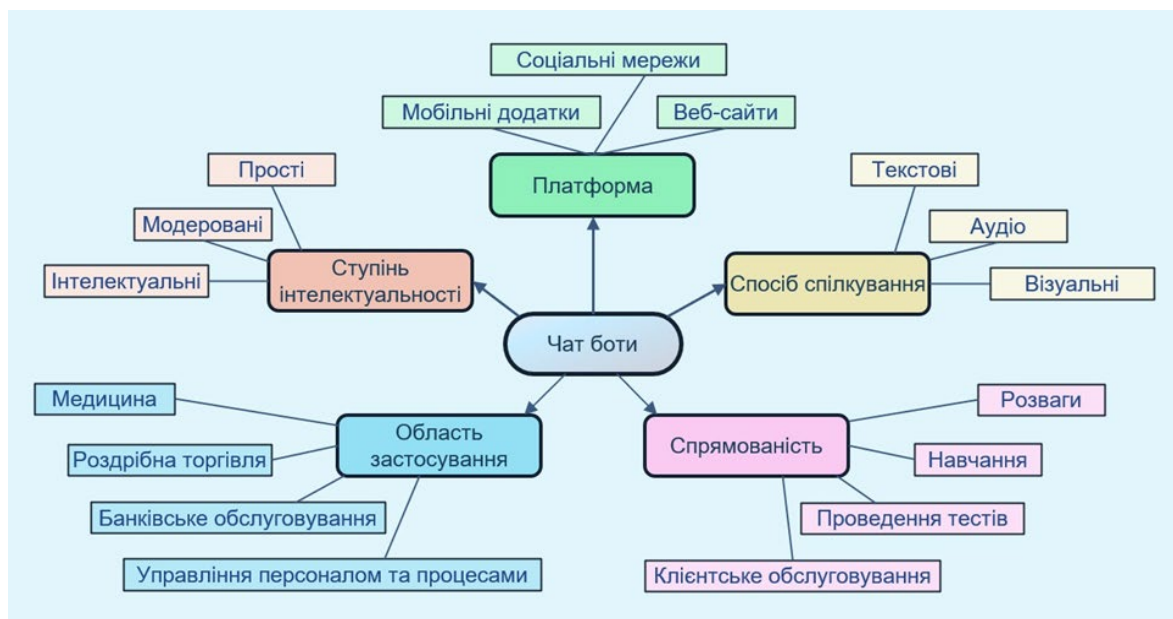 Соціальні мережи
Мобільні додатки
Веб-сайти
Платформа
Прості
Модеровані
Інтелектуальні
Ступінь
інтелектуальності
Текстові
Аудіо
Візуальні
Спосіб спілкування
Чат боти
Медицина
Роздрібна торгівля
Банківське обслуговування
Управління персоналом та процесами
Область
застосування
Спрямованість
Розваги
Навчання
Проведення тестів
Клієнтське обслуговування